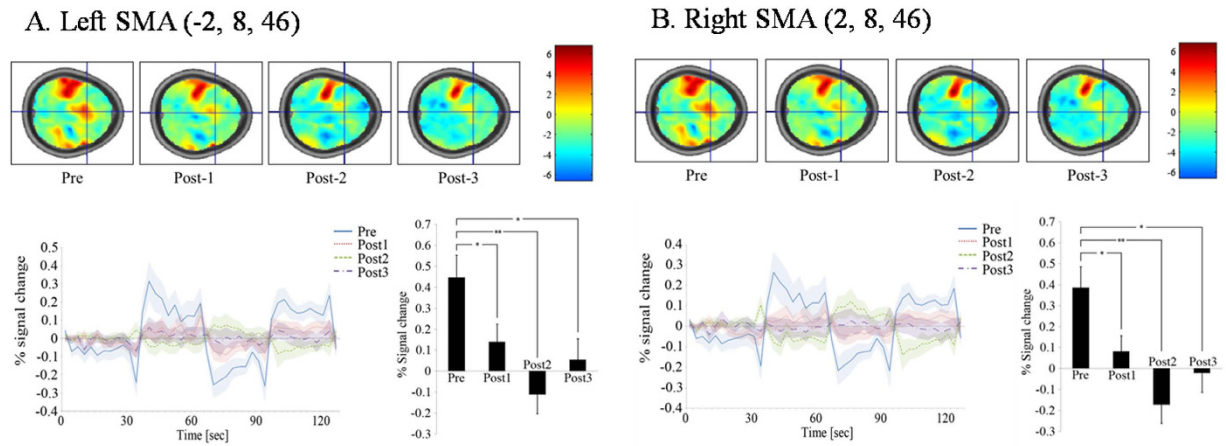 A. Left SMA (-2, 8, 46)
6
4
2
0
-2
-4
-6
Pre
Post-1
Post-2
Post-3
0.5
0.4
0.3
0.2
0.1
0
-0.1
-0.2
-0.3
-0.4
% signal change
0
30
60
90
120
Time [sec]
Pre
Post1
Post2
Post3
0.7
0.6
0.5
0.4
0.3
0.2
0.1
0
-0.1
-0.2
-0.3
% Signal change
*
**
*
Pre
Post1
Post2
Post3
B. Right SMA (2, 8, 46)
6
4
2
0
-2
-4
-6
Pre
Post-1
Post-2
Post-3
0.4
0.3
0.2
0.1
0
-0.1
-0.2
-0.3
-0.4
% signal change
0
30
60
90
120
Time [sec]
Pre
Post1
Post2
Post3
0.7
0.6
0.5
0.4
0.3
0.2
0.1
0
-0.1
-0.2
-0.3
% Signal change
*
**
*
Pre
Post1
Post2
Post3